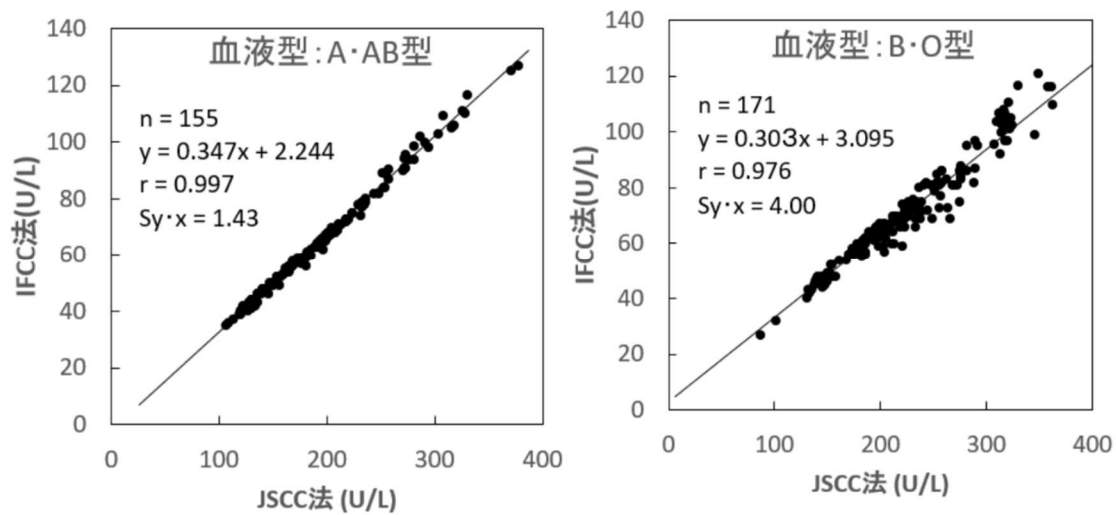 血液型:A・AB型
n = 155
y = 0.347x + 2.244
r = 0.997
Sy・x = 1.43
IFCC法(U/L)
140
120
100
80
60
40
20
0
0 100 200 300 400
JSCC法 (U/L)
血液型:B・O型
n = 171
y = 0.303x + 3.095
r = 0.976
Sy・x = 4.00
IFCC法(U/L)
140
120
100
80
60
40
20
0
0 100 200 300 400
JSCC法 (U/L)